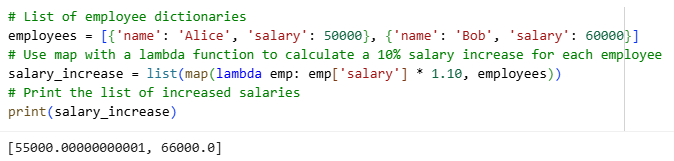 # List of employee dictionaries
employees = [{'name': 'Alice', 'salary': 50000}, {'name': 'Bob', 'salary': 60000}]
# Use map with a lambda function to calculate a 10% salary increase for each employee
salary_increase = list(map(lambda emp: emp['salary'] * 1.10, employees))
# Print the list of increased salaries
print(salary_increase)
[55000.00000000001, 66000.0]